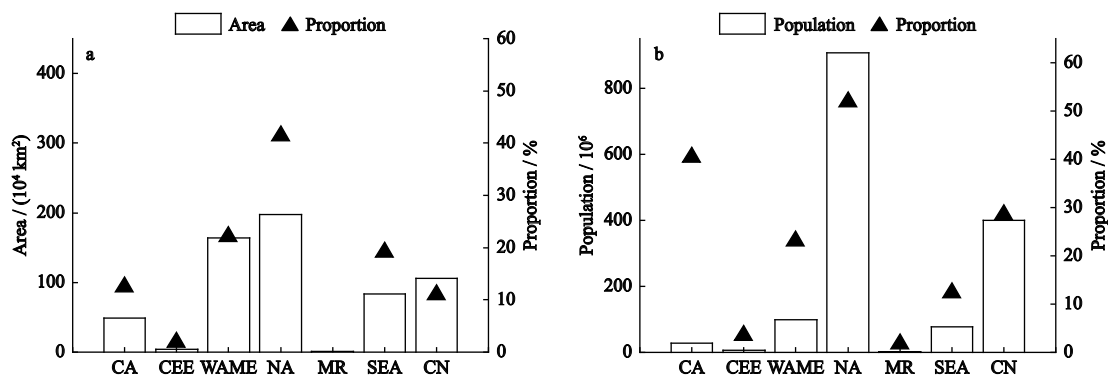 Area Proportion
a
Area / (10⁴ km²)
400
300
200
100
0
60
50
40
30
20
10
0
Proportion / %
CA CEE WAME NA MR SEA CN
Population Proportion
b
Population / 10⁶
800
600
400
200
0
60
50
40
30
20
10
0
Proportion / %
CA CEE WAME NA MR SEA CN